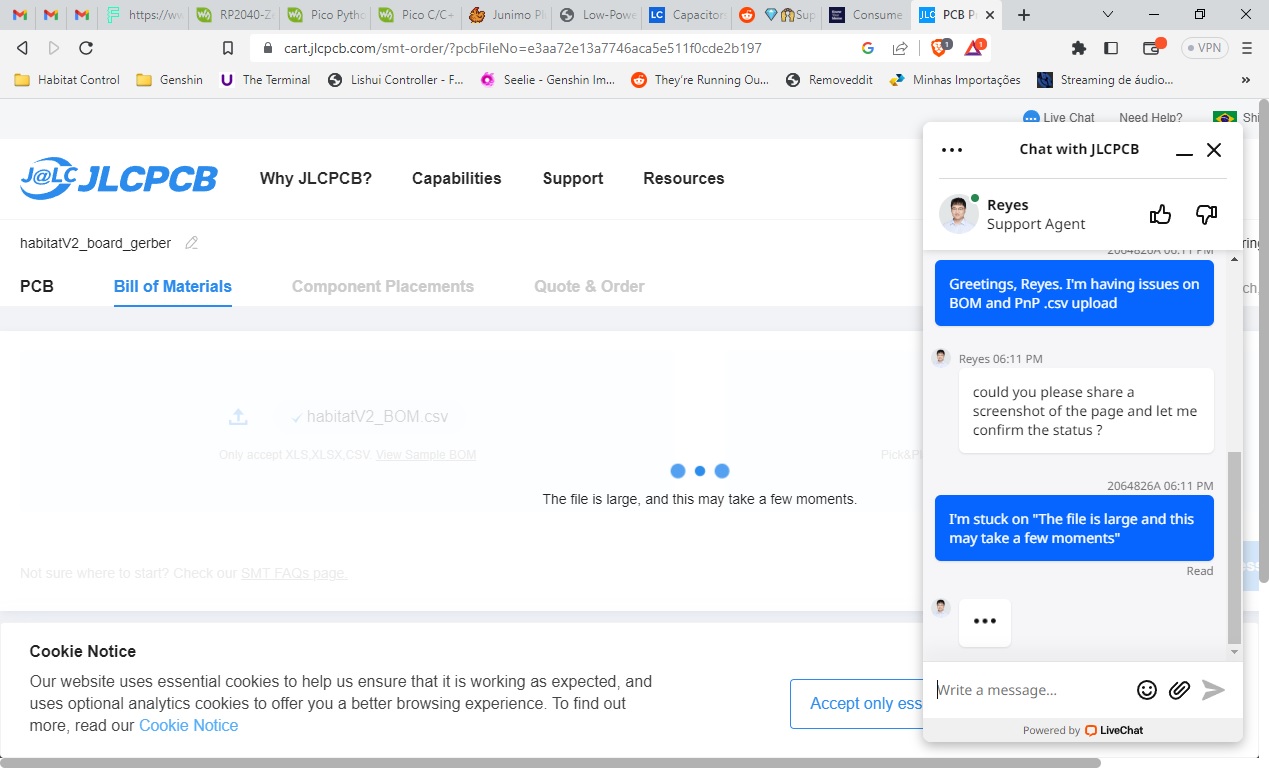 https://ww
RP2040-Ze
Pico Pytho
Pico C/C+
Junimo Pl
Low-Powe
Capacitor
Sup
Consume
PCB P
cart.jlcpcb.com/smt-order/?pcbFileNo=e3aa72e13a7746aca5e511f0cde2b197
1
1
VPN
Habitat Control
Genshin
The Terminal
Lishui Controller - F...
Seelie - Genshin Im...
They're Running Ou...
Removeddit
Minhas Importações
Streaming de áudio...
»
Live Chat
Need Help?
Shi
J@LC JLCPCB
Why JLCPCB?
Capabilities
Support
Resources
habitatV2_board_gerber
PCB
Bill of Materials
Component Placements
Quote & Order
habitatV2_BOM.csv
Only accept XLS,XLSX,CSV. View Sample BOM
Pick&Pl
The file is large, and this may take a few moments.
Not sure where to start? Check our SMT FAQs page.
Cookie Notice
Our website uses essential cookies to help us ensure that it is working as expected, and
uses optional analytics cookies to offer you a better browsing experience. To find out
more, read our Cookie Notice
Accept only ess
Chat with JLCPCB
Reyes
Support Agent
2064826A 06:11 PM
Greetings, Reyes. I'm having issues on
BOM and PnP .csv upload
Reyes 06:11 PM
could you please share a
screenshot of the page and let me
confirm the status ?
2064826A 06:11 PM
I'm stuck on "The file is large and this
may take a few moments"
Read
Write a message...
Powered by LiveChat